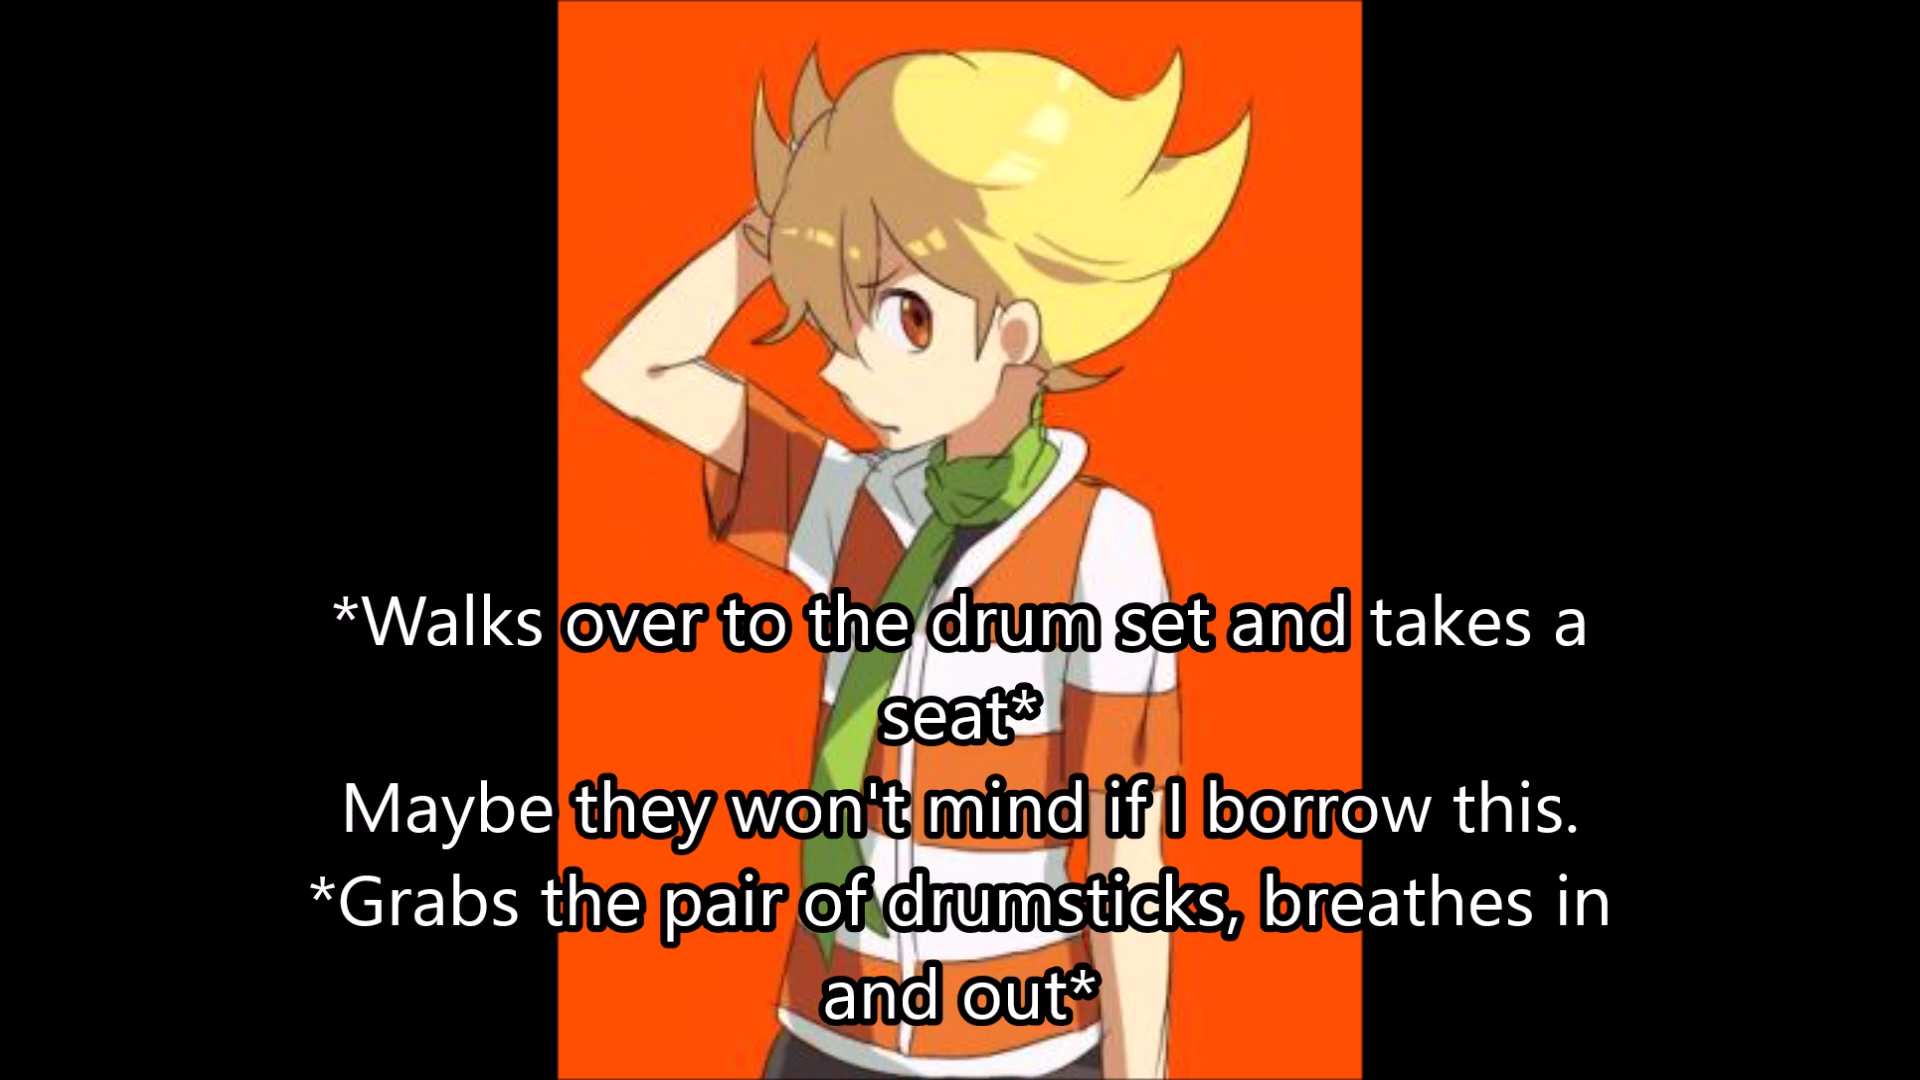 *Walks over to the drum set and takes a
seat*
Maybe they won't mind if I borrow this.
*Grabs the pair of drumsticks, breathes in
and out*